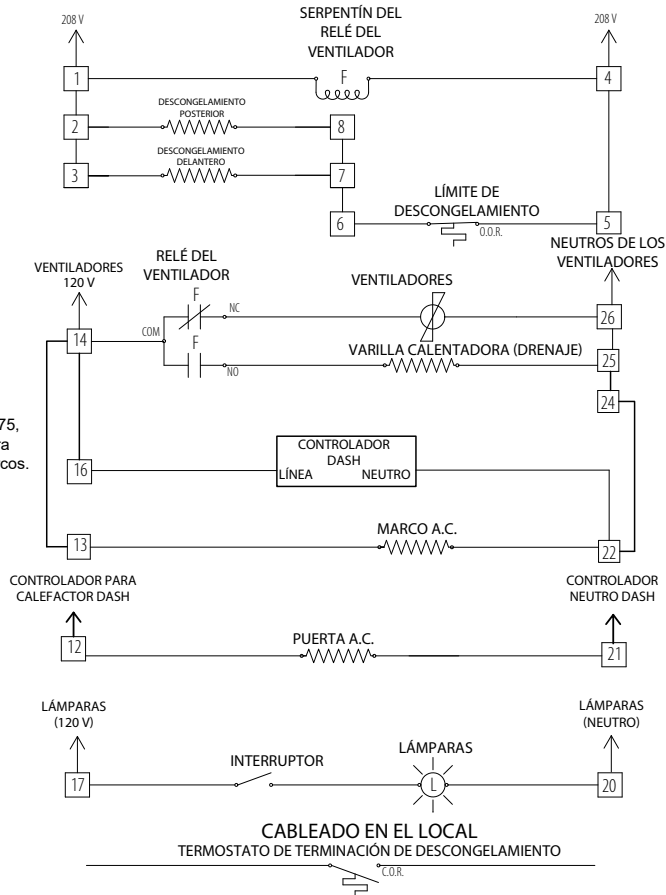 SERPENTÍN DEL
RELÉ DEL
VENTILADOR
208 V
208 V
1
F
4
DESCONGELAMIENTO
POSTERIOR
2
8
DESCONGELAMIENTO
DELANTERO
3
7
LÍMITE DE
DESCONGELAMIENTO
6
O.O.R.
5
NEUTROS DE LOS
VENTILADORES
VENTILADORES
120 V
RELÉ DEL
VENTILADOR
VENTILADORES
F
NC
26
14
COM
F
NO
VARILLA CALENTADORA (DRENAJE)
25
24
75,
cos.
CONTROLADOR
DASH
LÍNEA NEUTRO
16
MARCO A.C.
13
22
CONTROLADOR PARA
CALEFACTOR DASH
CONTROLADOR
NEUTRO DASH
12
PUERTA A.C.
21
LÁMPARAS
(120 V)
LÁMPARAS
(NEUTRO)
INTERRUPTOR
LÁMPARAS
17
L
20
CABLEADO EN EL LOCAL
TERMOSTATO DE TERMINACIÓN DE DESCONGELAMIENTO
C.O.R.